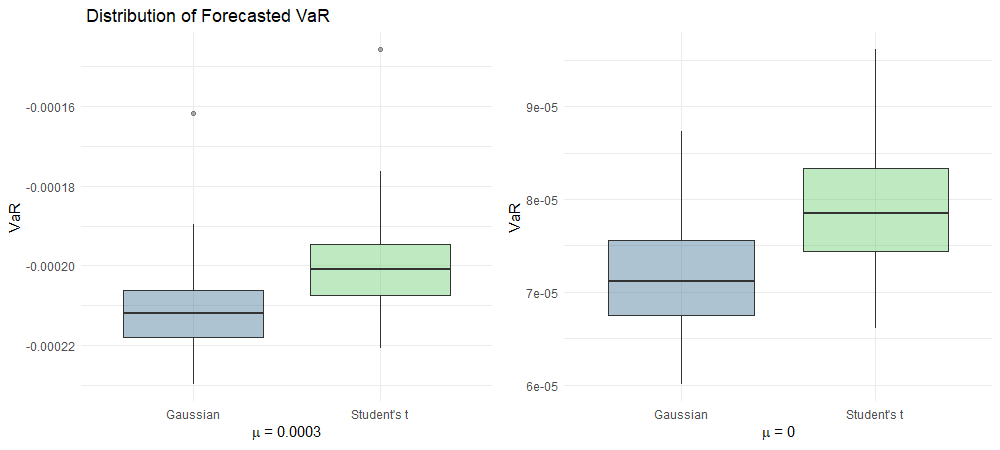 Distribution of Forecasted VaR
VaR
-0.00016
-0.00018
-0.00020
-0.00022
Gaussian
Student's t
μ = 0.0003
VaR
9e-05
8e-05
7e-05
6e-05
Gaussian
Student's t
μ = 0